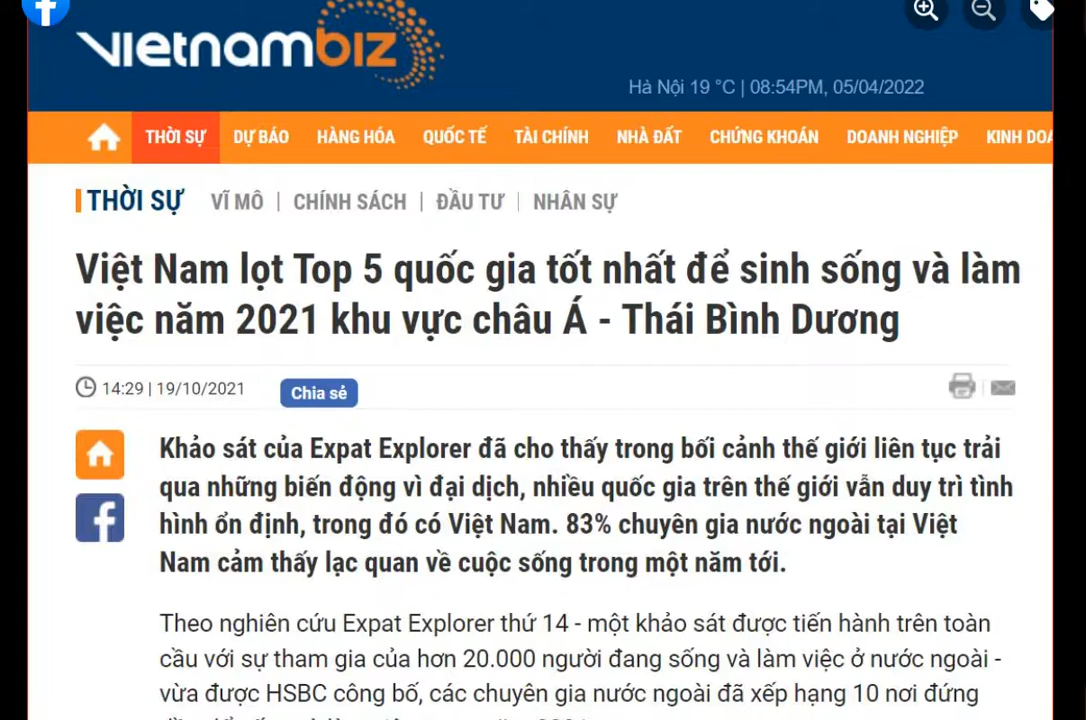 vietnambiz
Hà Nội 19 °C | 08:54PM, 05/04/2022
THỜI SỰ DỰ BÁO HÀNG HÓA QUỐC TẾ TÀI CHÍNH NHÀ ĐẤT CHỨNG KHOÁN DOANH NGHIỆP KINH
THỜI SỰ VĨ MÔ | CHÍNH SÁCH | ĐẦU TƯ | NHÂN SỰ
Việt Nam lọt Top 5 quốc gia tốt nhất để sinh sống và làm
việc năm 2021 khu vực châu Á - Thái Bình Dương
14:29 | 19/10/2021 Chia sẻ
Khảo sát của Expat Explorer đã cho thấy trong bối cảnh thế giới liên tục trải
qua những biến động vì đại dịch, nhiều quốc gia trên thế giới vẫn duy trì tình
hình ổn định, trong đó có Việt Nam. 83% chuyên gia nước ngoài tại Việt
Nam cảm thấy lạc quan về cuộc sống trong một năm tới.
Theo nghiên cứu Expat Explorer thứ 14 - một khảo sát được tiến hành trên toàn
cầu với sự tham gia của hơn 20.000 người đang sống và làm việc ở nước ngoài -
vừa được HSBC công bố, các chuyên gia nước ngoài đã xếp hạng 10 nơi đứng